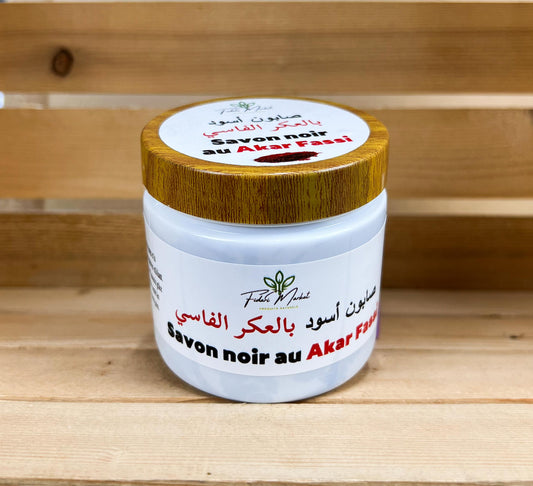 صابون أسود
بالعكر الفاسي
Savon noir
au Akar Fassi
Fidari Market
صابون أسود بالعكر الفاسي
Savon noir au Akar Fassi